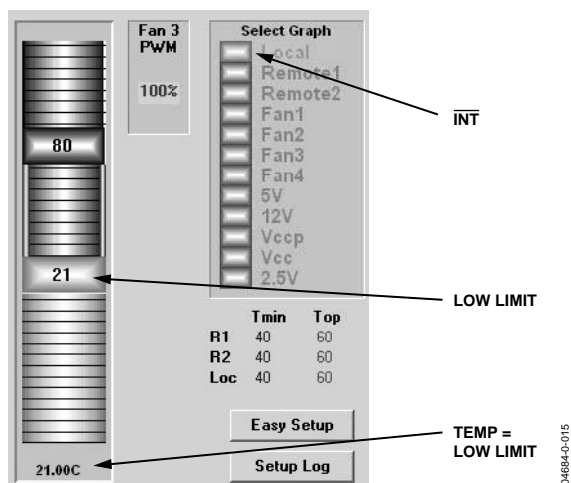 Fan 3
PWM
100%
80
21
21.00C
Select Graph
Local
Remote1
Remote2
Fan1
Fan2
Fan3
Fan4
5V
12V
Vccp
Vcc
2.5V
Tmin Top
R1 40 60
R2 40 60
Loc 40 60
Easy Setup
Setup Log
INT
LOW LIMIT
TEMP =
LOW LIMIT
04684-0-015